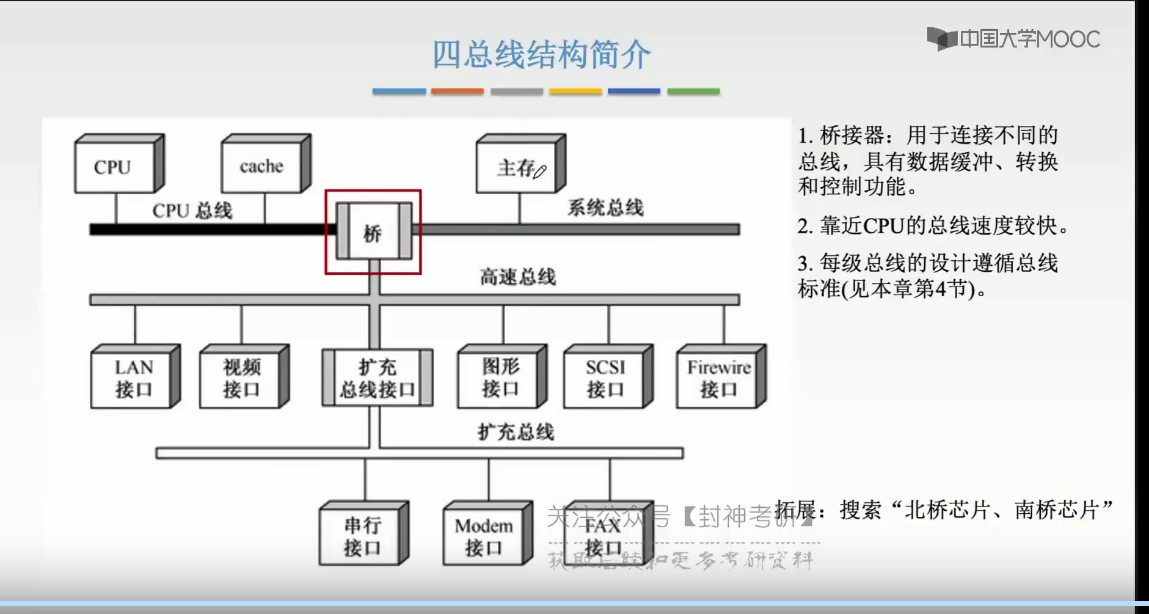 中国大学MOOC
四总线结构简介
CPU
cache
主存
CPU 总线
系统总线
桥
高速总线
LAN
接口
视频
接口
扩充
总线接口
图形
接口
SCSI
接口
Firewire
接口
扩充总线
串行
接口
Modem
接口
FAX
接口
1. 桥接器：用于连接不同的
总线，具有数据缓冲、转换
和控制功能。
2. 靠近CPU的总线速度较快。
3. 每级总线的设计遵循总线
标准(见本章第4节)。
拓展：搜索“北桥芯片、南桥芯片”
关注公众号【封神考研】
获取后续和更多考研资料